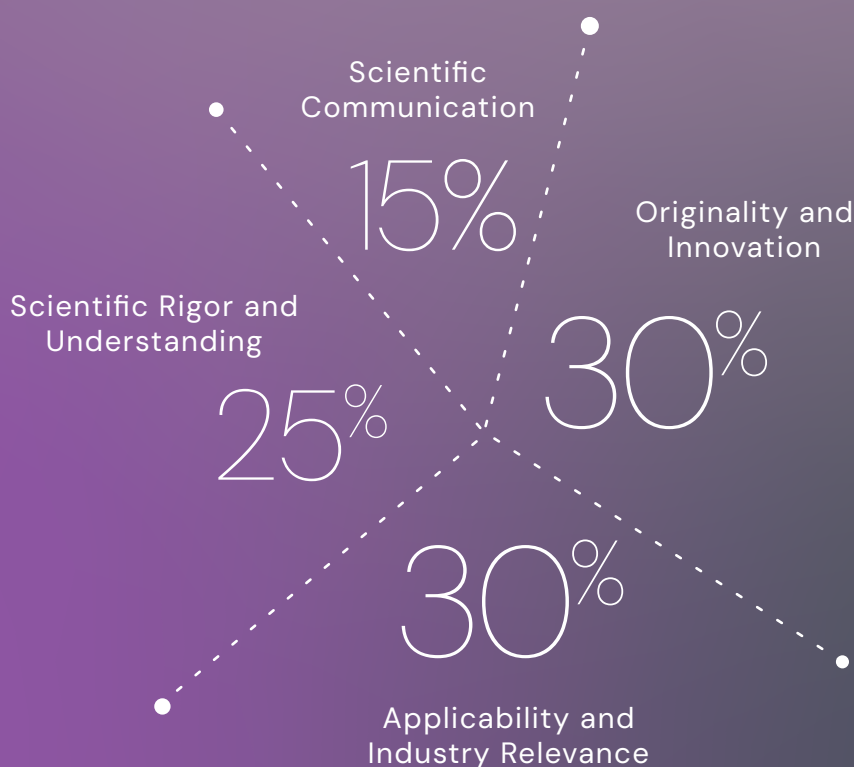 Scientific
Communication
15%
Originality and
Innovation
30%
Scientific Rigor and
Understanding
25%
30%
Applicability and
Industry Relevance